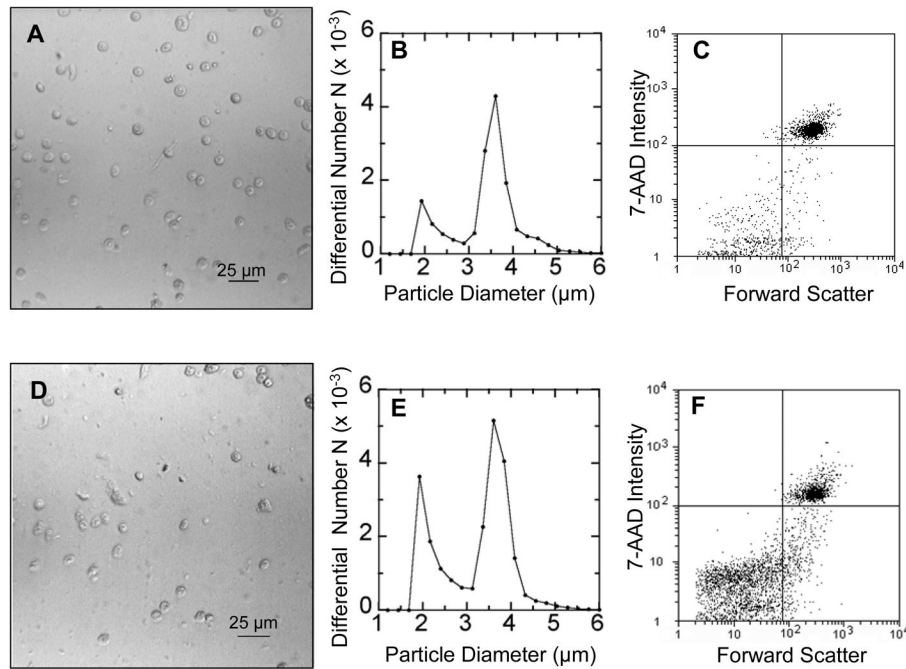 A
25 µm
B
Differential Number N (x 10⁻³)
6
4
2
0
1 2 3 4 5 6
Particle Diameter (µm)
C
7-AAD Intensity
10⁴
10³
10²
10
1
1 10 10² 10³ 10⁴
Forward Scatter
D
25 µm
E
Differential Number N (x 10⁻³)
6
4
2
0
1 2 3 4 5 6
Particle Diameter (µm)
F
7-AAD Intensity
10⁴
10³
10²
10
1
1 10 10² 10³ 10⁴
Forward Scatter